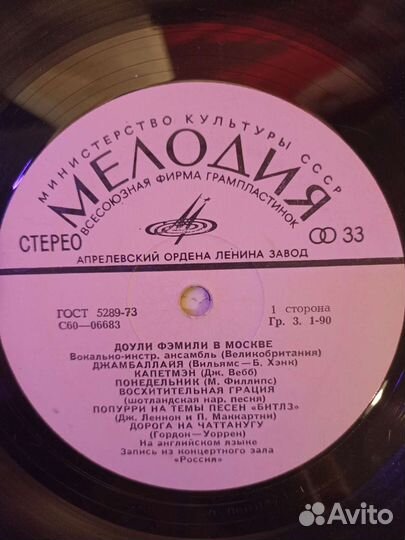 МИНИСТЕРСТВО КУЛЬТУРЫ СССР
МЕЛОДИЯ
ВСЕСОЮЗНАЯ ФИРМА ГРАМПЛАСТИНОК
СТЕРЕО
33
АПРЕЛЕВСКИЙ ОРДЕНА ЛЕНИНА ЗАВОД
ГОСТ 5289-73
С60—06683
1 сторона
Гр. 3. 1-90
ДОУЛИ ФЭМИЛИ В МОСКВЕ
Вокально-инстр. ансамбль (Великобритания)
ДЖАМБАЛЛАЙЯ (Вильямс—Б. Хэнк)
КАПЕТМЭН (Дж. Вебб)
ПОНЕДЕЛЬНИК (М. Филлипс)
ВОСХИТИТЕЛЬНАЯ ГРАЦИЯ
(шотландская нар. песня)
ПОПУРРИ НА ТЕМЫ ПЕСЕН «БИТЛЗ»
(Дж. Леннон и П. Маккартни)
ДОРОГА НА ЧАТТАНУГУ
(Гордон—Уоррен)
На английском языке
Запись из концертного зала
«Россия»
Avito